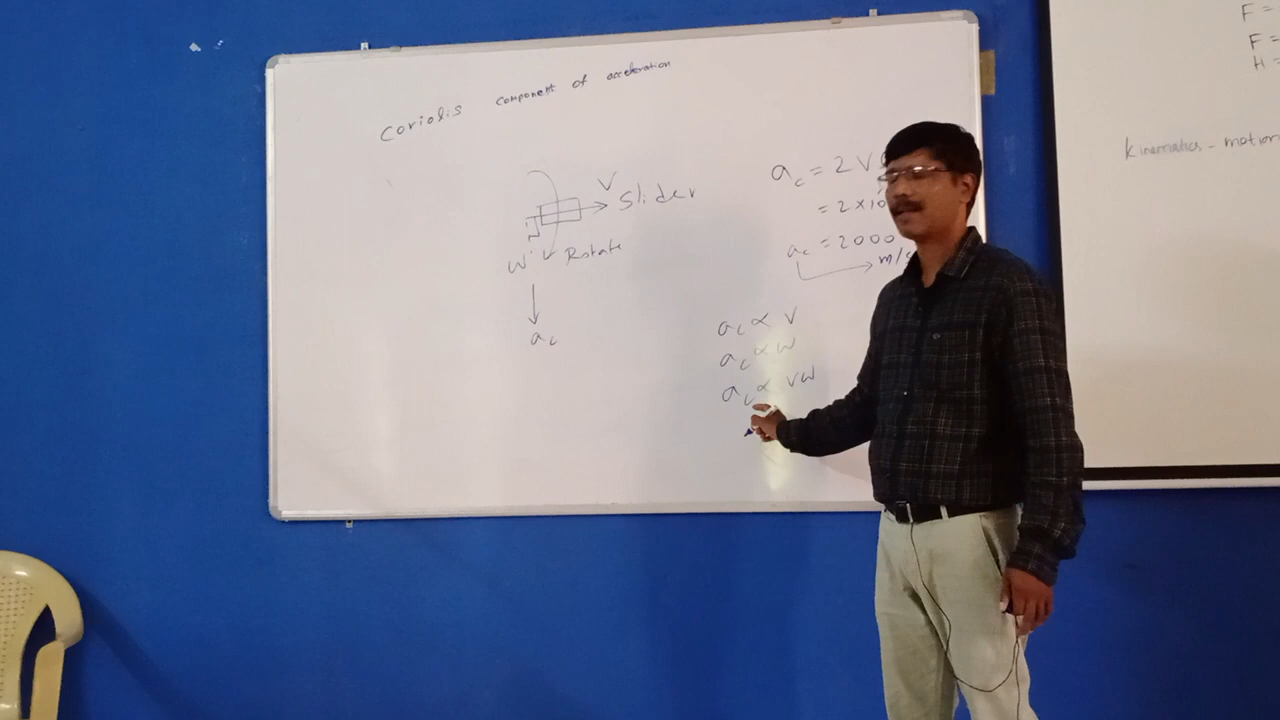 Coriolis component of acceleration
V
Slider
W Rotate
ac
ac = 2 V
= 2 x 10
ac = 2000
m/s
ac ∝ V
ac ∝ W
ac ∝ VW
F =
F =
H =
Kinematics - motion